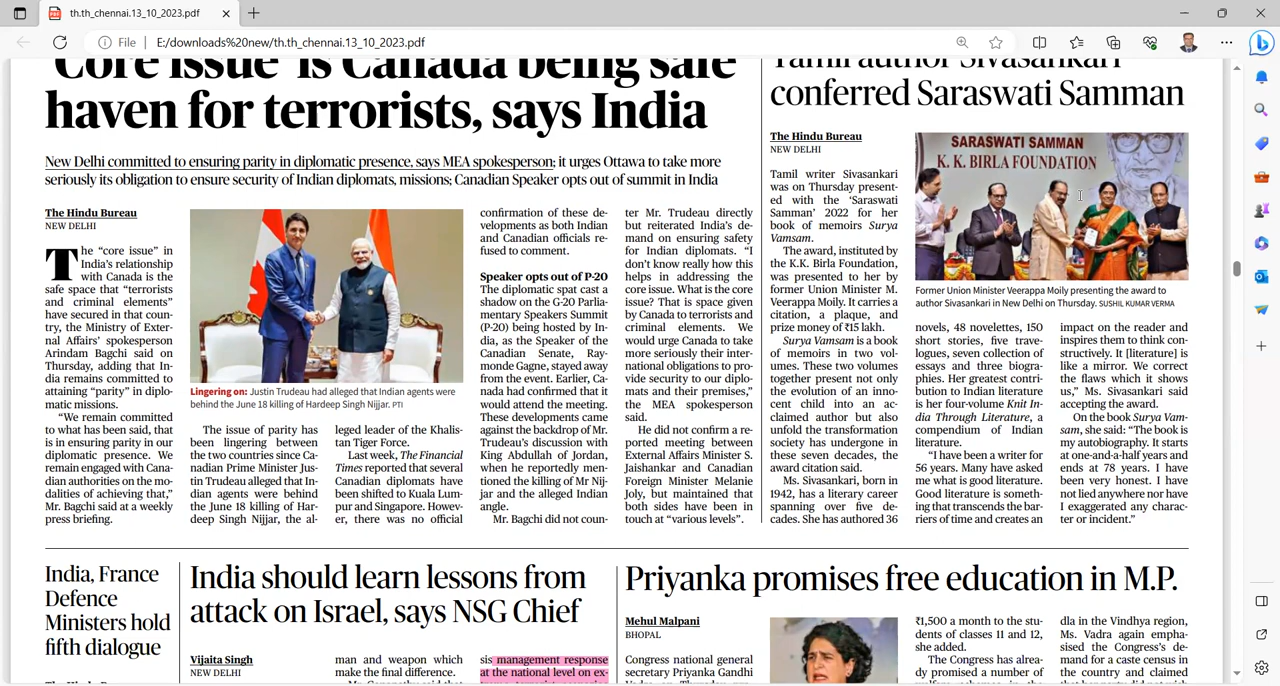 th.th_chennai.13_10_2023.pdf
File
E:/downloads%20new/th.th_chennai.13_10_2023.pdf
'Core issue' is Canada being safe
haven for terrorists, says India
New Delhi committed to ensuring parity in diplomatic presence, says MEA spokesperson; it urges Ottawa to take more
seriously its obligation to ensure security of Indian diplomats, missions; Canadian Speaker opts out of summit in India
The Hindu Bureau
NEW DELHI
The “core issue” in
India's relationship
with Canada is the
safe space that “terrorists
and criminal elements”
have secured in that coun-
try, the Ministry of Exter-
nal Affairs' spokesperson
Arindam Bagchi said on
Thursday, adding that In-
dia remains committed to
attaining “parity” in diplo-
matic missions.
“We remain committed
to what has been said, that
is in ensuring parity in our
diplomatic presence. We
remain engaged with Cana-
dian authorities on the mo-
dalities of achieving that,”
Mr. Bagchi said at a weekly
press briefing.
Lingering on: Justin Trudeau had alleged that Indian agents were
behind the June 18 killing of Hardeep Singh Nijjar. PTI
The issue of parity has
been lingering between
the two countries since Ca-
nadian Prime Minister Jus-
tin Trudeau alleged that In-
dian agents were behind
the June 18 killing of Har-
deep Singh Nijjar, the al-
leged leader of the Khalis-
tan Tiger Force.
Last week, The Financial
Times reported that several
Canadian diplomats have
been shifted to Kuala Lum-
pur and Singapore. Howev-
er, there was no official
confirmation of these de-
velopments as both Indian
and Canadian officials re-
fused to comment.
Speaker opts out of P-20
The diplomatic spat cast a
shadow on the G-20 Parlia-
mentary Speakers Summit
(P-20) being hosted by In-
dia, as the Speaker of the
Canadian Senate, Ray-
monde Gagne, stayed away
from the event. Earlier, Ca-
nada had confirmed that it
would attend the meeting.
These developments came
against the backdrop of Mr.
Trudeau's discussion with
King Abdullah of Jordan,
when he reportedly men-
tioned the killing of Mr Nij-
jar and the alleged Indian
angle.
Mr. Bagchi did not coun-
ter Mr. Trudeau directly
but reiterated India's de-
mand on ensuring safety
for Indian diplomats. “I
don't know really how this
helps in addressing the
core issue. What is the core
issue? That is space given
by Canada to terrorists and
criminal elements. We
would urge Canada to take
more seriously their inter-
national obligations to pro-
vide security to our diplo-
mats and their premises,”
the MEA spokesperson
said.
He did not confirm a re-
ported meeting between
External Affairs Minister S.
Jaishankar and Canadian
Foreign Minister Melanie
Joly, but maintained that
both sides have been in
touch at “various levels”.
Tamil author Sivasankari
conferred Saraswati Samman
The Hindu Bureau
NEW DELHI
Tamil writer Sivasankari
was on Thursday present-
ed with the 'Saraswati
Samman' 2022 for her
book of memoirs Surya
Vamsam.
The award, instituted by
the K.K. Birla Foundation,
was presented to her by
former Union Minister M.
Veerappa Moily. It carries a
citation, a plaque, and
prize money of ₹15 lakh.
Surya Vamsam is a book
of memoirs in two vol-
umes. These two volumes
together present not only
the evolution of an inno-
cent child into an ac-
claimed author but also
unfold the transformation
society has undergone in
these seven decades, the
award citation said.
Ms. Sivasankari, born in
1942, has a literary career
spanning over five de-
cades. She has authored 36
SARASWATI SAMMAN
K. K. BIRLA FOUNDATION
Former Union Minister Veerappa Moily presenting the award to
author Sivasankari in New Delhi on Thursday. SUSHIL KUMAR VERMA
novels, 48 novelettes, 150
short stories, five trave-
logues, seven collection of
essays and three biogra-
phies. Her greatest contri-
bution to Indian literature
is her four-volume Knit In-
dia Through Literature, a
compendium of Indian
literature.
“I have been a writer for
56 years. Many have asked
me what is good literature.
Good literature is someth-
ing that transcends the bar-
riers of time and creates an
impact on the reader and
inspires them to think con-
structively. It [literature] is
like a mirror. We correct
the flaws which it shows
us,” Ms. Sivasankari said
accepting the award.
On the book Surya Vam-
sam, she said: “The book is
my autobiography. It starts
at one-and-a-half years and
ends at 78 years. I have
been very honest. I have
not lied anywhere nor have
I exaggerated any charac-
ter or incident.”
India, France
Defence
Ministers hold
fifth dialogue
India should learn lessons from
attack on Israel, says NSG Chief
Vijaita Singh
NEW DELHI
man and weapon which
make the final difference.
sis management response
at the national level on ex-
Priyanka promises free education in M.P.
Mehul Malpani
BHOPAL
Congress national general
secretary Priyanka Gandhi
₹1,500 a month to the stu-
dents of classes 11 and 12,
she added.
The Congress has alrea-
dy promised a number of
dla in the Vindhya region,
Ms. Vadra again empha-
sised the Congress's de-
mand for a caste census in
the country and claimed